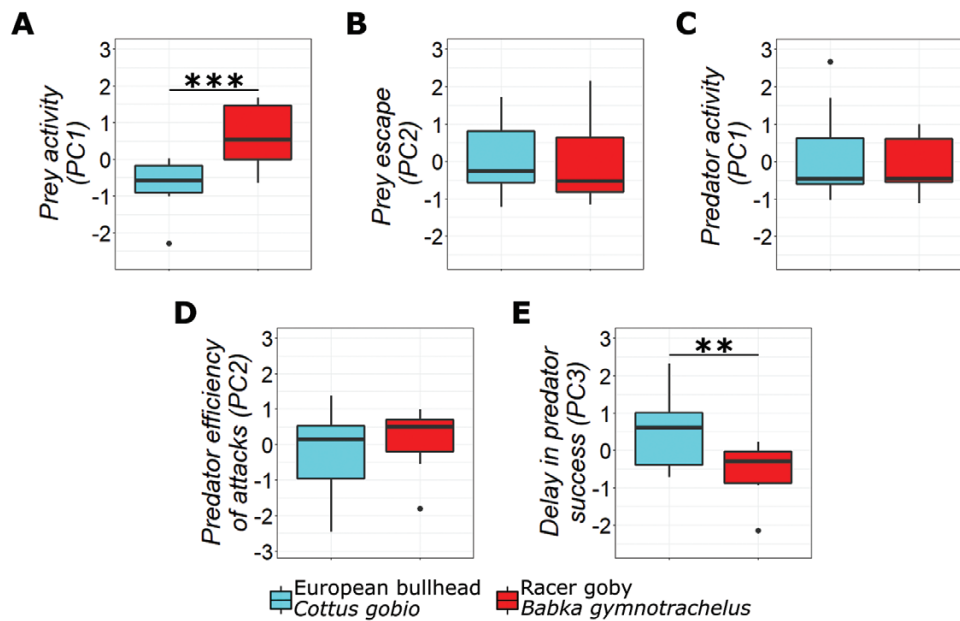 A
Prey activity
(PC1)
3
2
1
0
-1
-2
***
B
Prey escape
(PC2)
3
2
1
0
-1
-2
C
Predator activity
(PC1)
3
2
1
0
-1
-2
D
Predator efficiency
of attacks (PC2)
3
2
1
0
-1
-2
-3
E
Delay in predator
success (PC3)
3
2
1
0
-1
-2
**
European bullhead
Cottus gobio
Racer goby
Babka gymnotrachelus